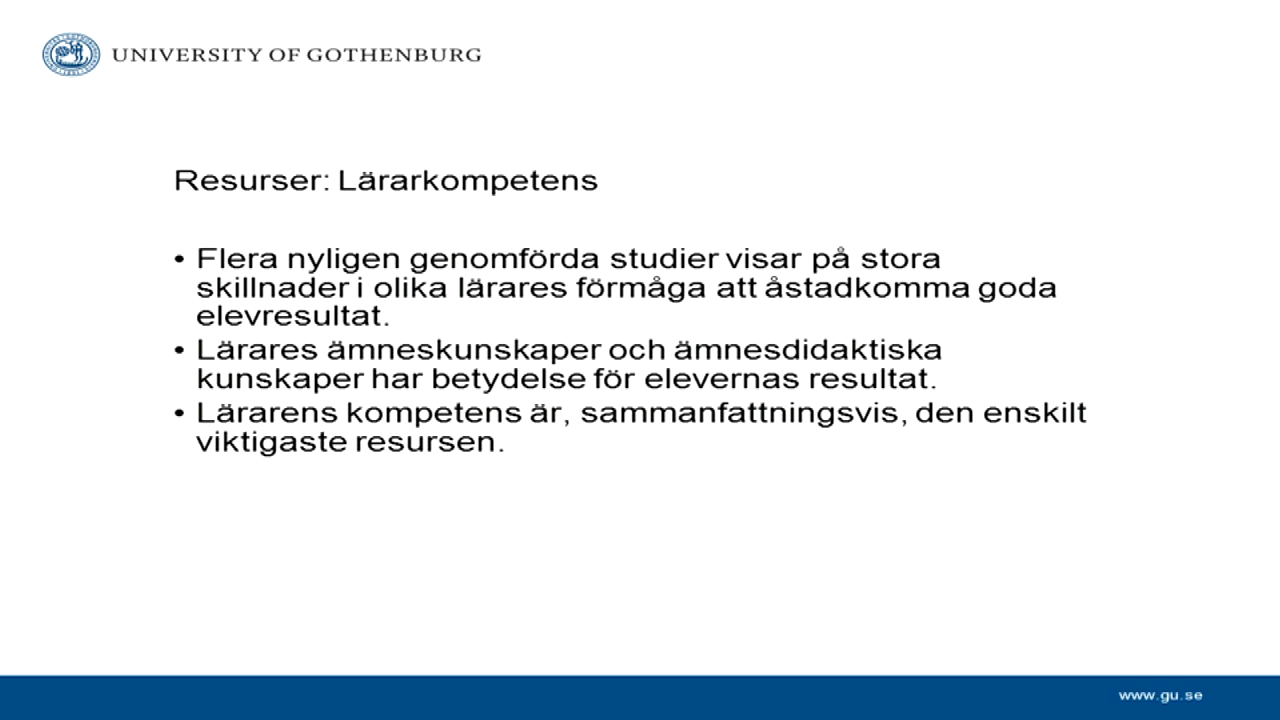 UNIVERSITY OF GOTHENBURG
Resurser: Lärarkompetens
• Flera nyligen genomförda studier visar på stora
skillnader i olika lärares förmåga att åstadkomma goda
elevresultat.
• Lärares ämneskunskaper och ämnesdidaktiska
kunskaper har betydelse för elevernas resultat.
• Lärarens kompetens är, sammanfattningsvis, den enskilt
viktigaste resursen.
www.gu.se